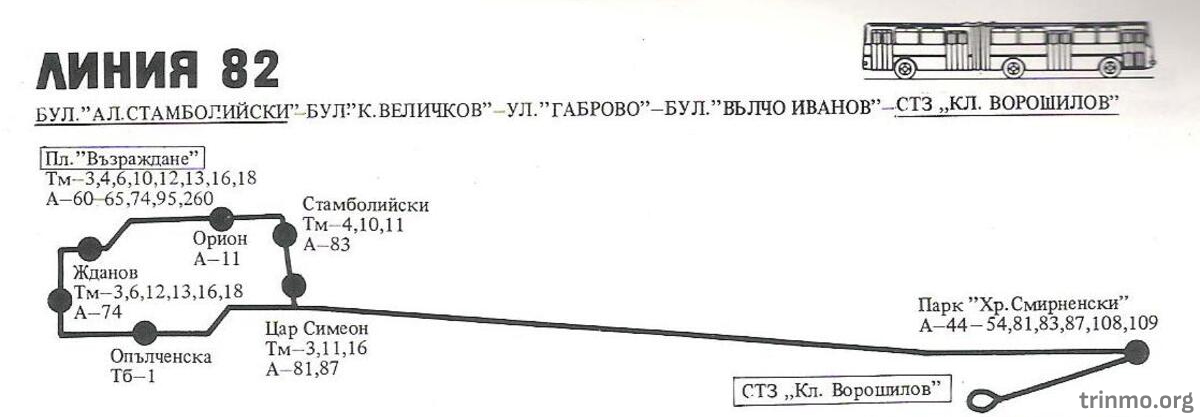 ЛИНИЯ 82
БУЛ."АЛ.СТАМБОЛИЙСКИ"-БУЛ"К.ВЕЛИЧКОВ"-УЛ."ГАБРОВО"-БУЛ."ВЪЛЧО ИВАНОВ"-СТЗ „КЛ. ВОРОШИЛОВ"
Пл."Възраждане"
Тм-3,4,6,10,12,13,16,18
А-60-65,74,95,260
Стамболийски
Тм-4,10,11
А-83
Орион
А-11
Жданов
Тм-3,6,12,13,16,18
А-74
Опълченска
Тб-1
Цар Симеон
Тм-3,11,16
А-81,87
Парк "Хр.Смирненски"
А-44-54,81,83,87,108,109
СТЗ „Кл. Ворошилов"
trinmo.org